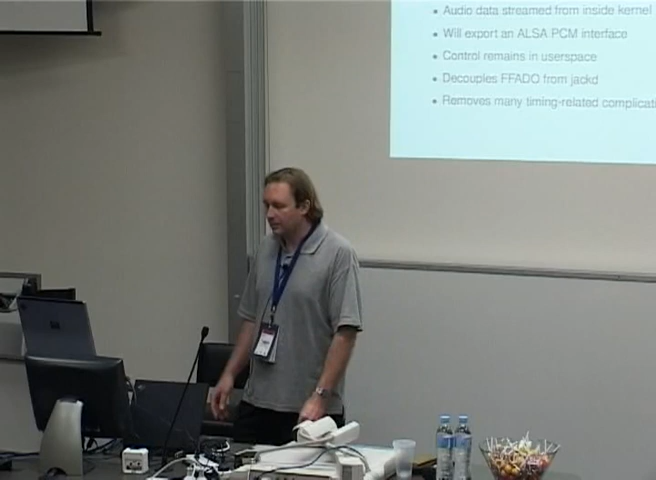 • Audio data streamed from inside kernel
• Will export an ALSA PCM interface
• Control remains in userspace
• Decouples FFADO from jackd
• Removes many timing-related complicati